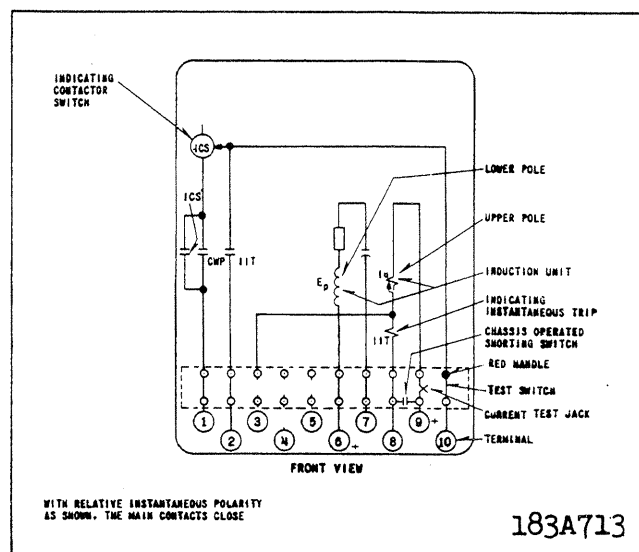 INDICATING
CONTACTOR
SWITCH
ICS
ICS
CWP
IIT
LOWER POLE
UPPER POLE
Ep
INDUCTION UNIT
INDICATING
INSTANTANEOUS TRIP
IIT
CHASSIS OPERATED
SHORTING SWITCH
RED HANDLE
TEST SWITCH
CURRENT TEST JACK
1 3 5 7 9 +
2 4 6 + 8 10
TERMINAL
FRONT VIEW
WITH RELATIVE INSTANTANEOUS POLARITY
AS SHOWN, THE MAIN CONTACTS CLOSE
183A713